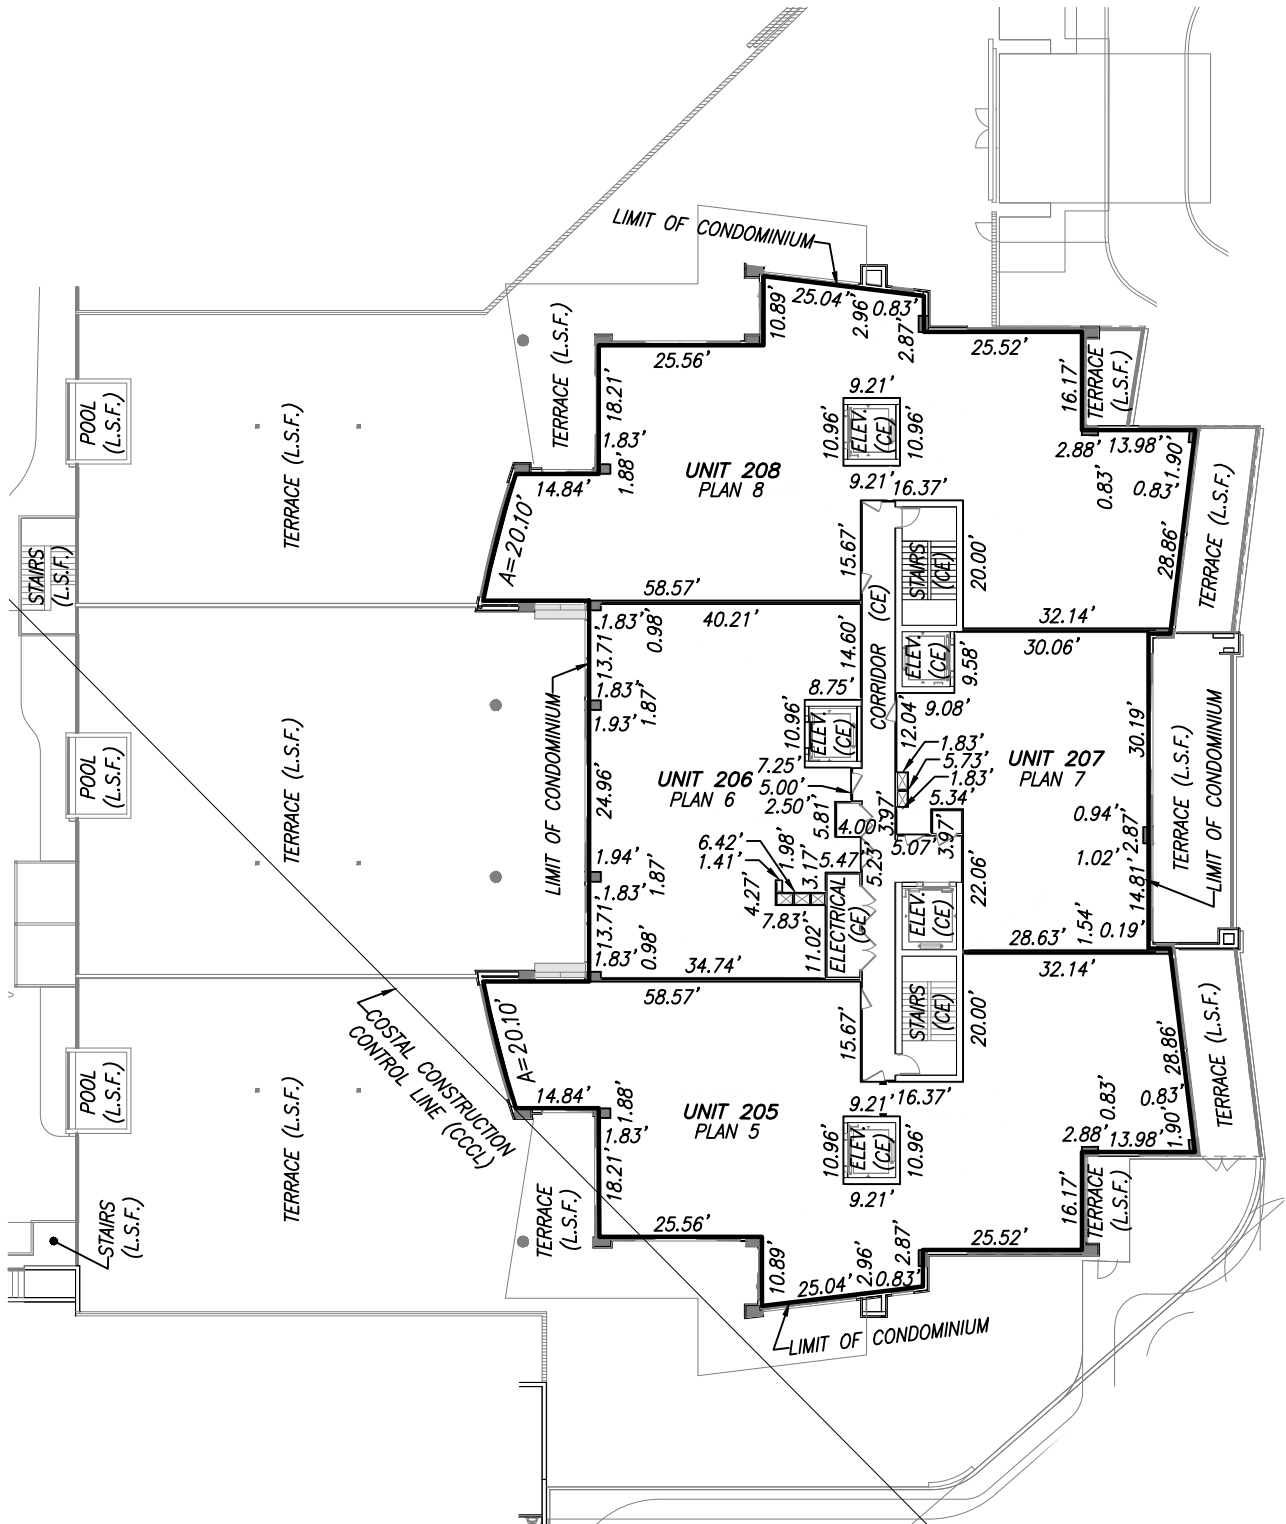 LIMIT OF CONDOMINIUM
25.04'
0.83'
10.89'
2.96'
2.87'
TERRACE (L.S.F.)
25.56'
25.52'
TERRACE
(L.S.F.)
16.17'
18.21'
9.21'
10.96'
ELEV.
(CE)
10.96'
9.21'
POOL
(L.S.F.)
TERRACE (L.S.F.)
1.83'
1.88'
14.84'
UNIT 208
PLAN 8
2.88'
13.98'
1.90'
0.83'
0.83'
16.37'
A=20.10'
15.67'
STAIRS
(CE)
20.00'
28.86'
TERRACE (L.S.F.)
STAIRS
(L.S.F.)
58.57'
32.14'
1.83'
0.98'
40.21'
13.71'
14.60'
CORRIDOR (CE)
ELEV.
(CE)
9.58'
30.06'
1.83'
1.87'
1.93'
8.75'
9.08'
10.96'
ELEV
(CE)
12.04'
30.19'
LIMIT OF CONDOMINIUM
TERRACE (L.S.F.)
POOL
(L.S.F.)
24.96'
UNIT 206
PLAN 6
7.25'
5.00'
2.50'
5.81'
4.00'
3.97'
1.83'
5.73'
1.83'
5.34'
UNIT 207
PLAN 7
TERRACE (L.S.F.)
LIMIT OF CONDOMINIUM
0.94'
2.87'
1.02'
14.81'
6.42'
1.41'
1.98'
3.17'
5.47'
5.23'
5.07'
3.97'
22.06'
1.94'
1.87'
1.83'
4.27'
7.83'
ELECTRICAL
(CE)
11.02'
ELEV.
(CE)
1.54'
0.19'
28.63'
13.71'
1.83'
0.98'
34.74'
32.14'
58.57'
COSTAL CONSTRUCTION
CONTROL LINE (CCCL)
A=20.10'
15.67'
STAIRS
(CE)
20.00'
28.86'
TERRACE (L.S.F.)
14.84'
1.88'
1.83'
UNIT 205
PLAN 5
9.21'
16.37'
10.96'
ELEV.
(CE)
10.96'
9.21'
0.83'
0.83'
2.88'
13.98'
1.90'
POOL
(L.S.F.)
TERRACE (L.S.F.)
18.21'
16.17'
TERRACE
(L.S.F.)
TERRACE
(L.S.F.)
STAIRS
(L.S.F.)
25.56'
25.52'
10.89'
2.96'
2.87'
25.04'
0.83'
LIMIT OF CONDOMINIUM